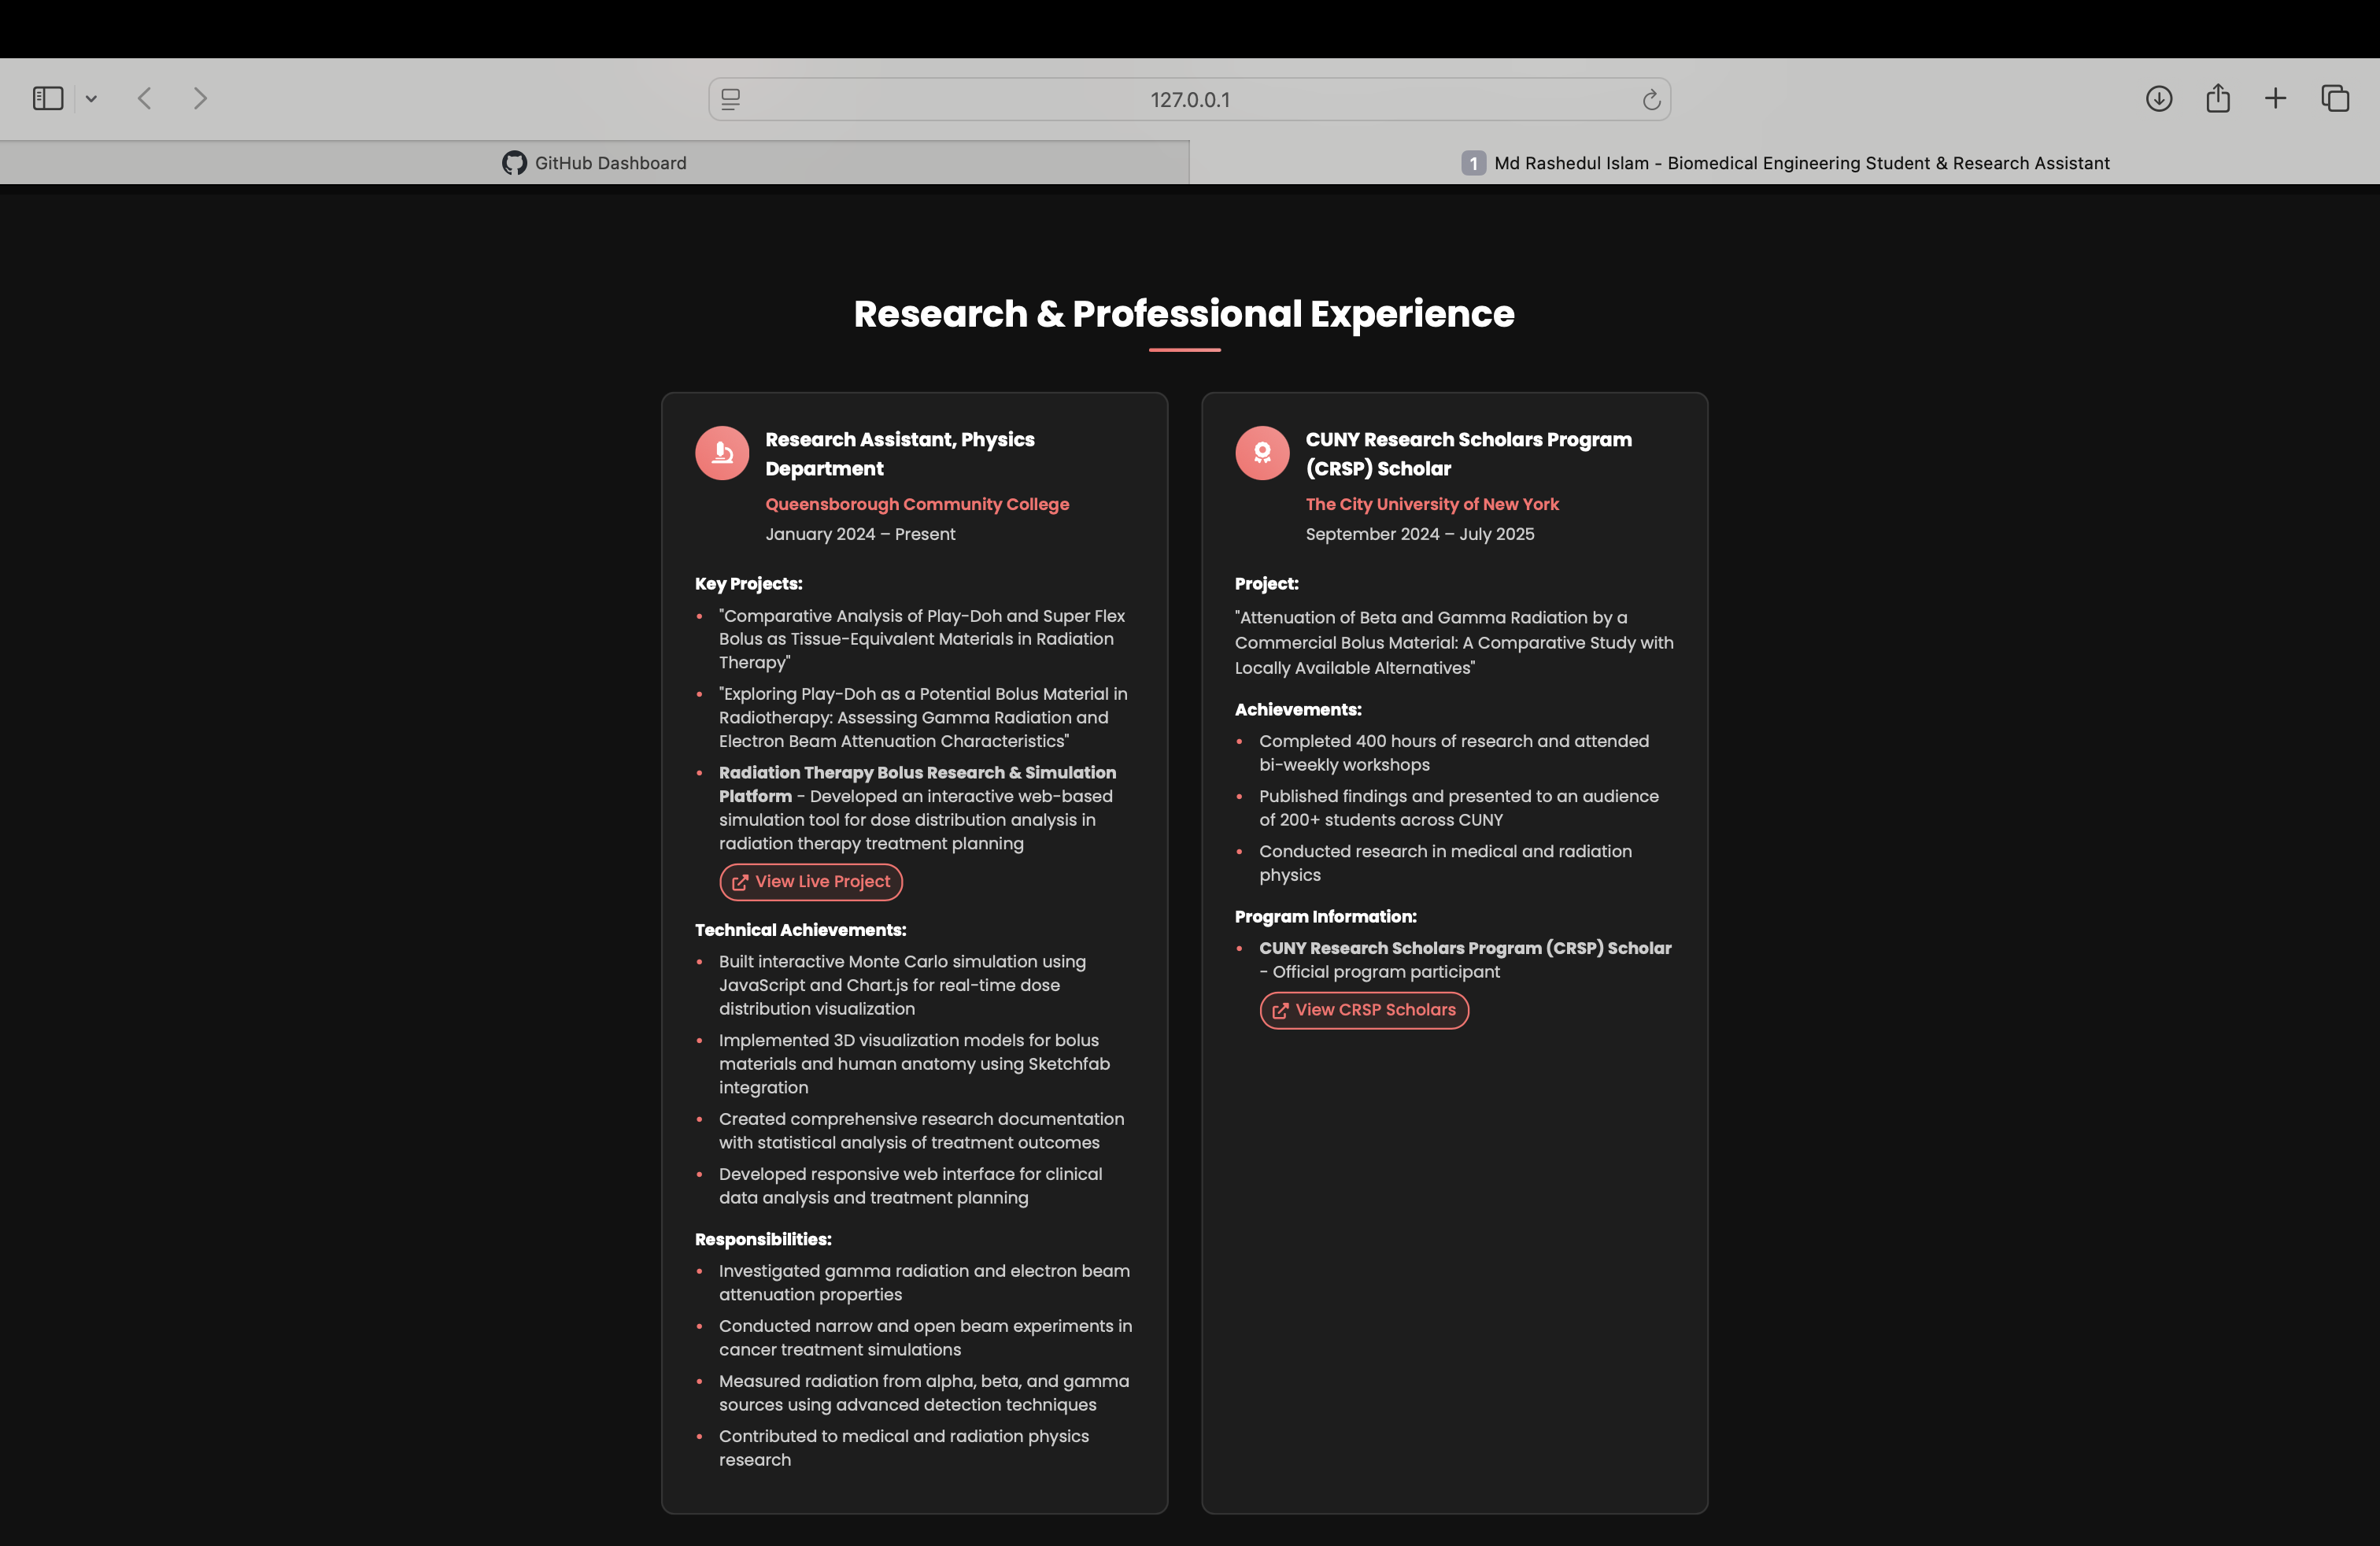 127.0.0.1
GitHub Dashboard
1 Md Rashedul Islam - Biomedical Engineering Student & Research Assistant
Research & Professional Experience
Research Assistant, Physics
Department
Queensborough Community College
January 2024 – Present
Key Projects:
• "Comparative Analysis of Play-Doh and Super Flex
Bolus as Tissue-Equivalent Materials in Radiation
Therapy"
• "Exploring Play-Doh as a Potential Bolus Material in
Radiotherapy: Assessing Gamma Radiation and
Electron Beam Attenuation Characteristics"
• Radiation Therapy Bolus Research & Simulation
Platform - Developed an interactive web-based
simulation tool for dose distribution analysis in
radiation therapy treatment planning
View Live Project
Technical Achievements:
• Built interactive Monte Carlo simulation using
JavaScript and Chart.js for real-time dose
distribution visualization
• Implemented 3D visualization models for bolus
materials and human anatomy using Sketchfab
integration
• Created comprehensive research documentation
with statistical analysis of treatment outcomes
• Developed responsive web interface for clinical
data analysis and treatment planning
Responsibilities:
• Investigated gamma radiation and electron beam
attenuation properties
• Conducted narrow and open beam experiments in
cancer treatment simulations
• Measured radiation from alpha, beta, and gamma
sources using advanced detection techniques
• Contributed to medical and radiation physics
research
CUNY Research Scholars Program
(CRSP) Scholar
The City University of New York
September 2024 – July 2025
Project:
"Attenuation of Beta and Gamma Radiation by a
Commercial Bolus Material: A Comparative Study with
Locally Available Alternatives"
Achievements:
• Completed 400 hours of research and attended
bi-weekly workshops
• Published findings and presented to an audience
of 200+ students across CUNY
• Conducted research in medical and radiation
physics
Program Information:
• CUNY Research Scholars Program (CRSP) Scholar
- Official program participant
View CRSP Scholars